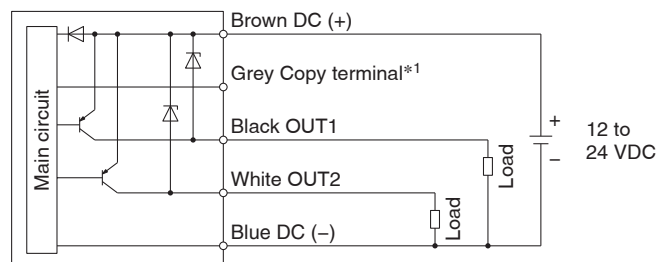 Brown DC (+)
Grey Copy terminal*1
Main circuit
Black OUT1
+
12 to
24 VDC
−
Load
White OUT2
Load
Blue DC (−)